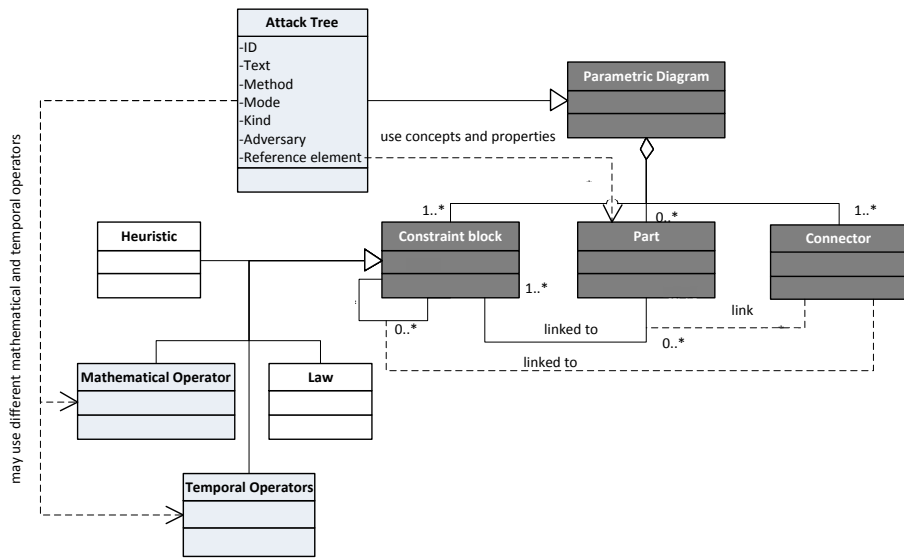 Attack Tree
-ID
-Text
-Method
-Mode
-Kind
-Adversary
-Reference element
Parametric Diagram
use concepts and properties
may use different mathematical and temporal operators
1..*
0..*
1..*
Heuristic
Constraint block
Part
Connector
1..*
0..*
linked to
link
0..*
linked to
Mathematical Operator
Law
Temporal Operators